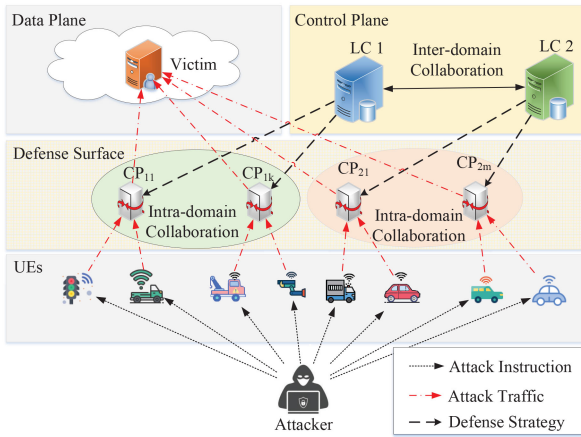 Data Plane
Control Plane
Victim
LC 1
LC 2
Inter-domain
Collaboration
Defense Surface
CP11
CP1k
CP21
CP2m
Intra-domain
Collaboration
Intra-domain
Collaboration
UEs
Attacker
Attack Instruction
Attack Traffic
Defense Strategy